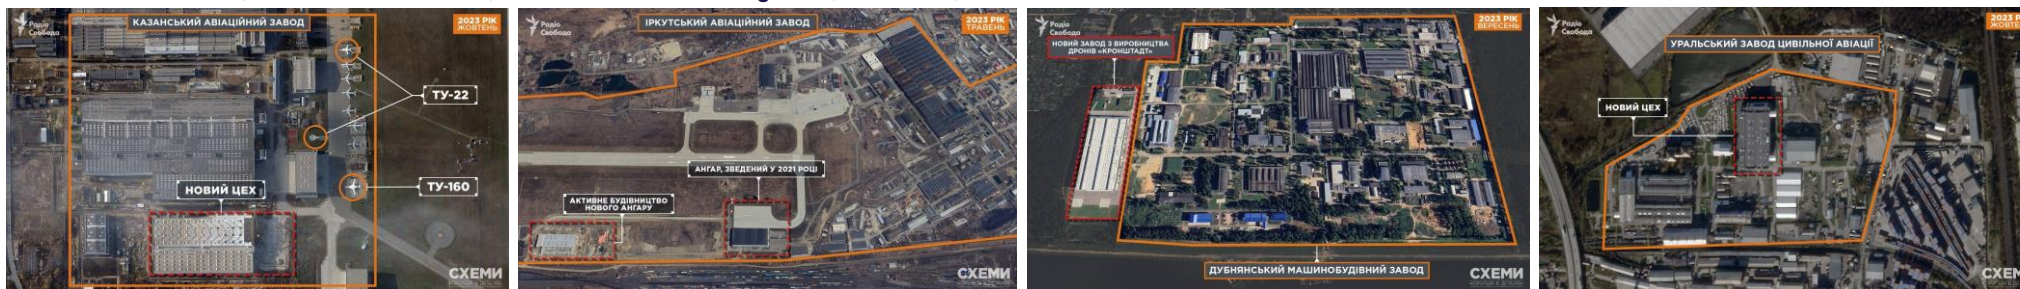 Радіо
Свобода
КАЗАНСЬКИЙ АВІАЦІЙНИЙ ЗАВОД
2023 РІК
ЖОВТЕНЬ
ТУ-22
ТУ-160
НОВИЙ ЦЕХ
СХЕМИ
Радіо
Свобода
ІРКУТСЬКИЙ АВІАЦІЙНИЙ ЗАВОД
2023 РІК
ТРАВЕНЬ
АНГАР, ЗВЕДЕНИЙ У 2021 РОЦІ
АКТИВНЕ БУДІВНИЦТВО
НОВОГО АНГАРУ
СХЕМИ
Радіо
Свобода
2023 РІК
ВЕРЕСЕНЬ
НОВИЙ ЗАВОД З ВИРОБНИЦТВА
ДРОНІВ «КРОНШТАДТ»
ДУБНЯНСЬКИЙ МАШИНОБУДІВНИЙ ЗАВОД
СХЕМИ
Радіо
Свобода
2023 РІК
ЖОВТЕНЬ
УРАЛЬСЬКИЙ ЗАВОД ЦИВІЛЬНОЇ АВІАЦІЇ
НОВИЙ ЦЕХ
СХЕМИ